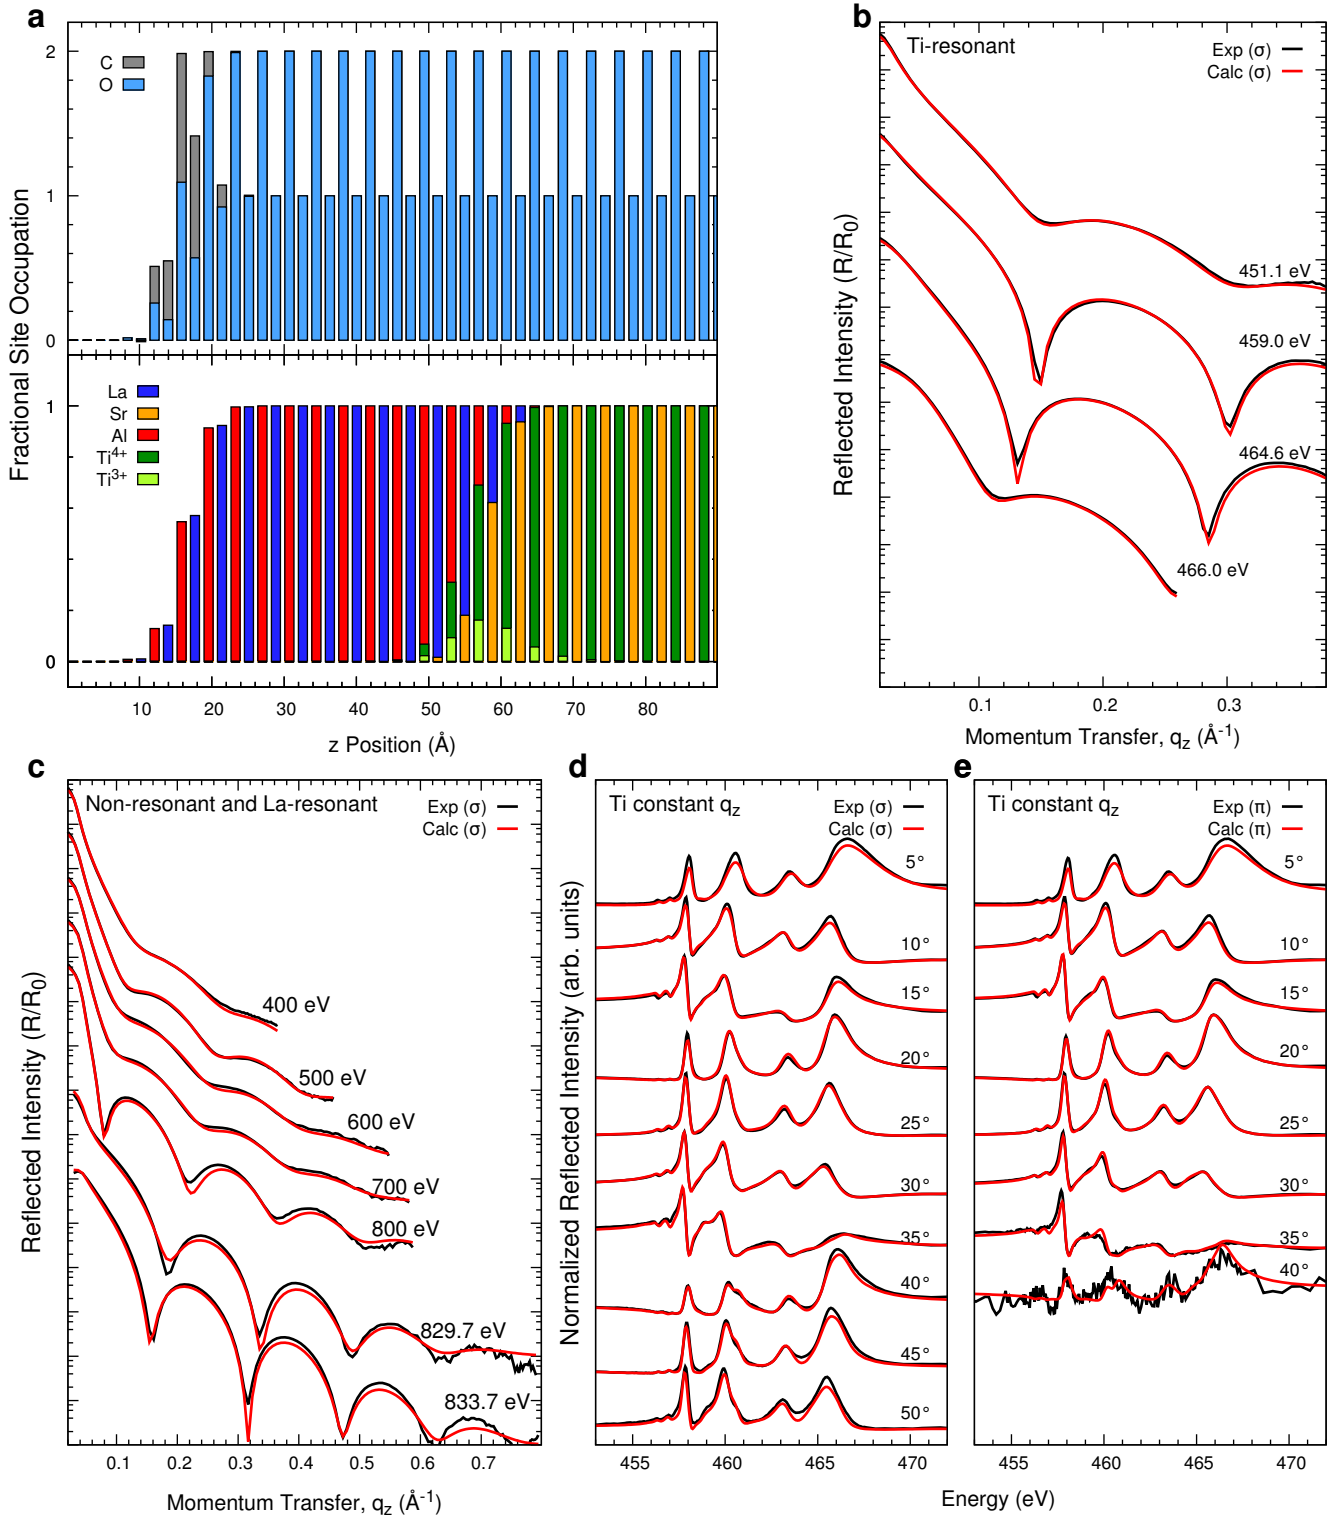 a
Fractional Site Occupation
C
O
2
1
0
La
Sr
Al
Ti4+
Ti3+
1
0
10 20 30 40 50 60 70 80
z Position (Å)
b
Reflected Intensity (R/R0)
Ti-resonant
Exp (σ)
Calc (σ)
451.1 eV
459.0 eV
464.6 eV
466.0 eV
0.1 0.2 0.3
Momentum Transfer, qz (Å-1)
c
Reflected Intensity (R/R0)
Non-resonant and La-resonant
Exp (σ)
Calc (σ)
400 eV
500 eV
600 eV
700 eV
800 eV
829.7 eV
833.7 eV
0.1 0.2 0.3 0.4 0.5 0.6 0.7
Momentum Transfer, qz (Å-1)
d
Normalized Reflected Intensity (arb. units)
Ti constant qz
Exp (σ)
Calc (σ)
5°
10°
15°
20°
25°
30°
35°
40°
45°
50°
455 460 465 470
e
Ti constant qz
Exp (π)
Calc (π)
5°
10°
15°
20°
25°
30°
35°
40°
455 460 465 470
Energy (eV)